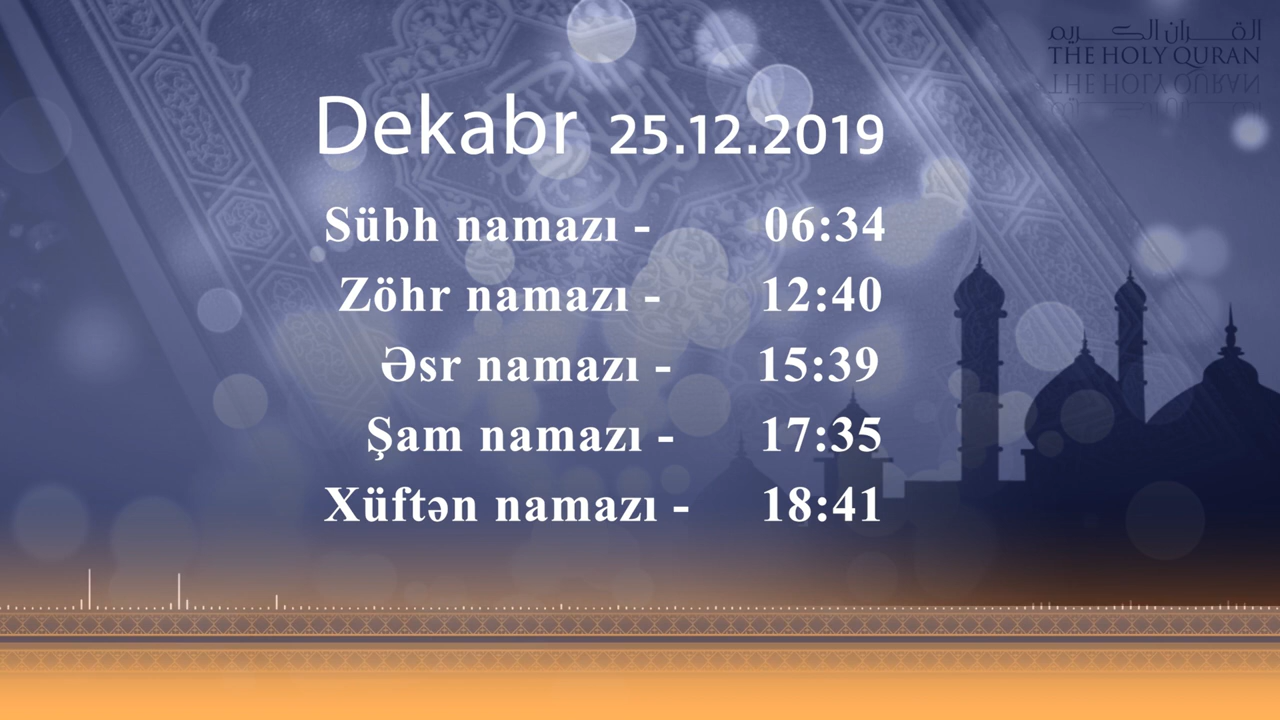 القرآن الكريم
THE HOLY QURAN
Dekabr 25.12.2019
Sübh namazı - 06:34
Zöhr namazı - 12:40
Əsr namazı - 15:39
Şam namazı - 17:35
Xüftən namazı - 18:41